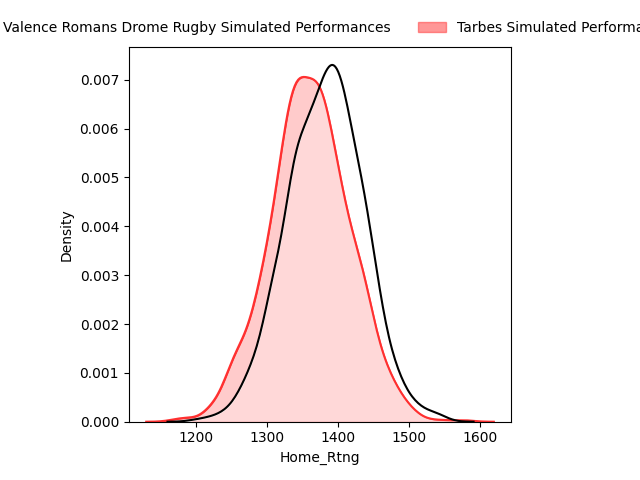 Valence Romans Drome Rugby Simulated Performances
Tarbes Simulated Performa
0.007
0.006
0.005
0.004
0.003
0.002
0.001
0.000
Density
1200 1300 1400 1500 1600
Home_Rtng